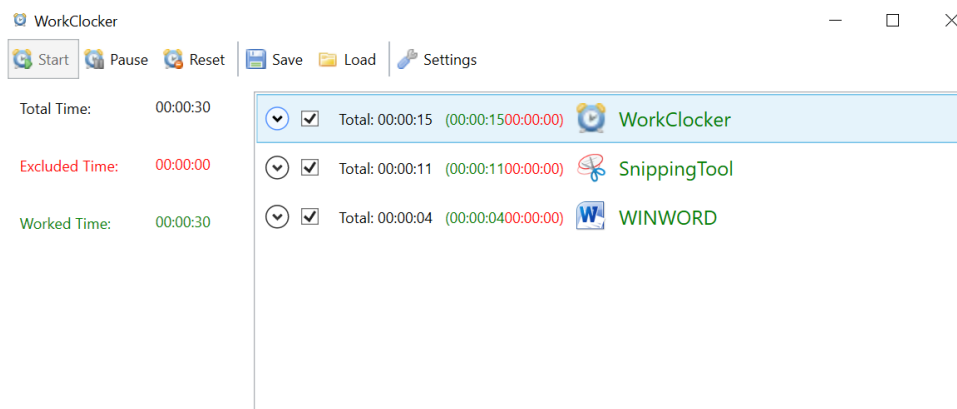 WorkClocker
Start Pause Reset Save Load Settings
Total Time: 00:00:30
Excluded Time: 00:00:00
Worked Time: 00:00:30
Total: 00:00:15 (00:00:1500:00:00) WorkClocker
Total: 00:00:11 (00:00:1100:00:00) SnippingTool
Total: 00:00:04 (00:00:0400:00:00) WINWORD